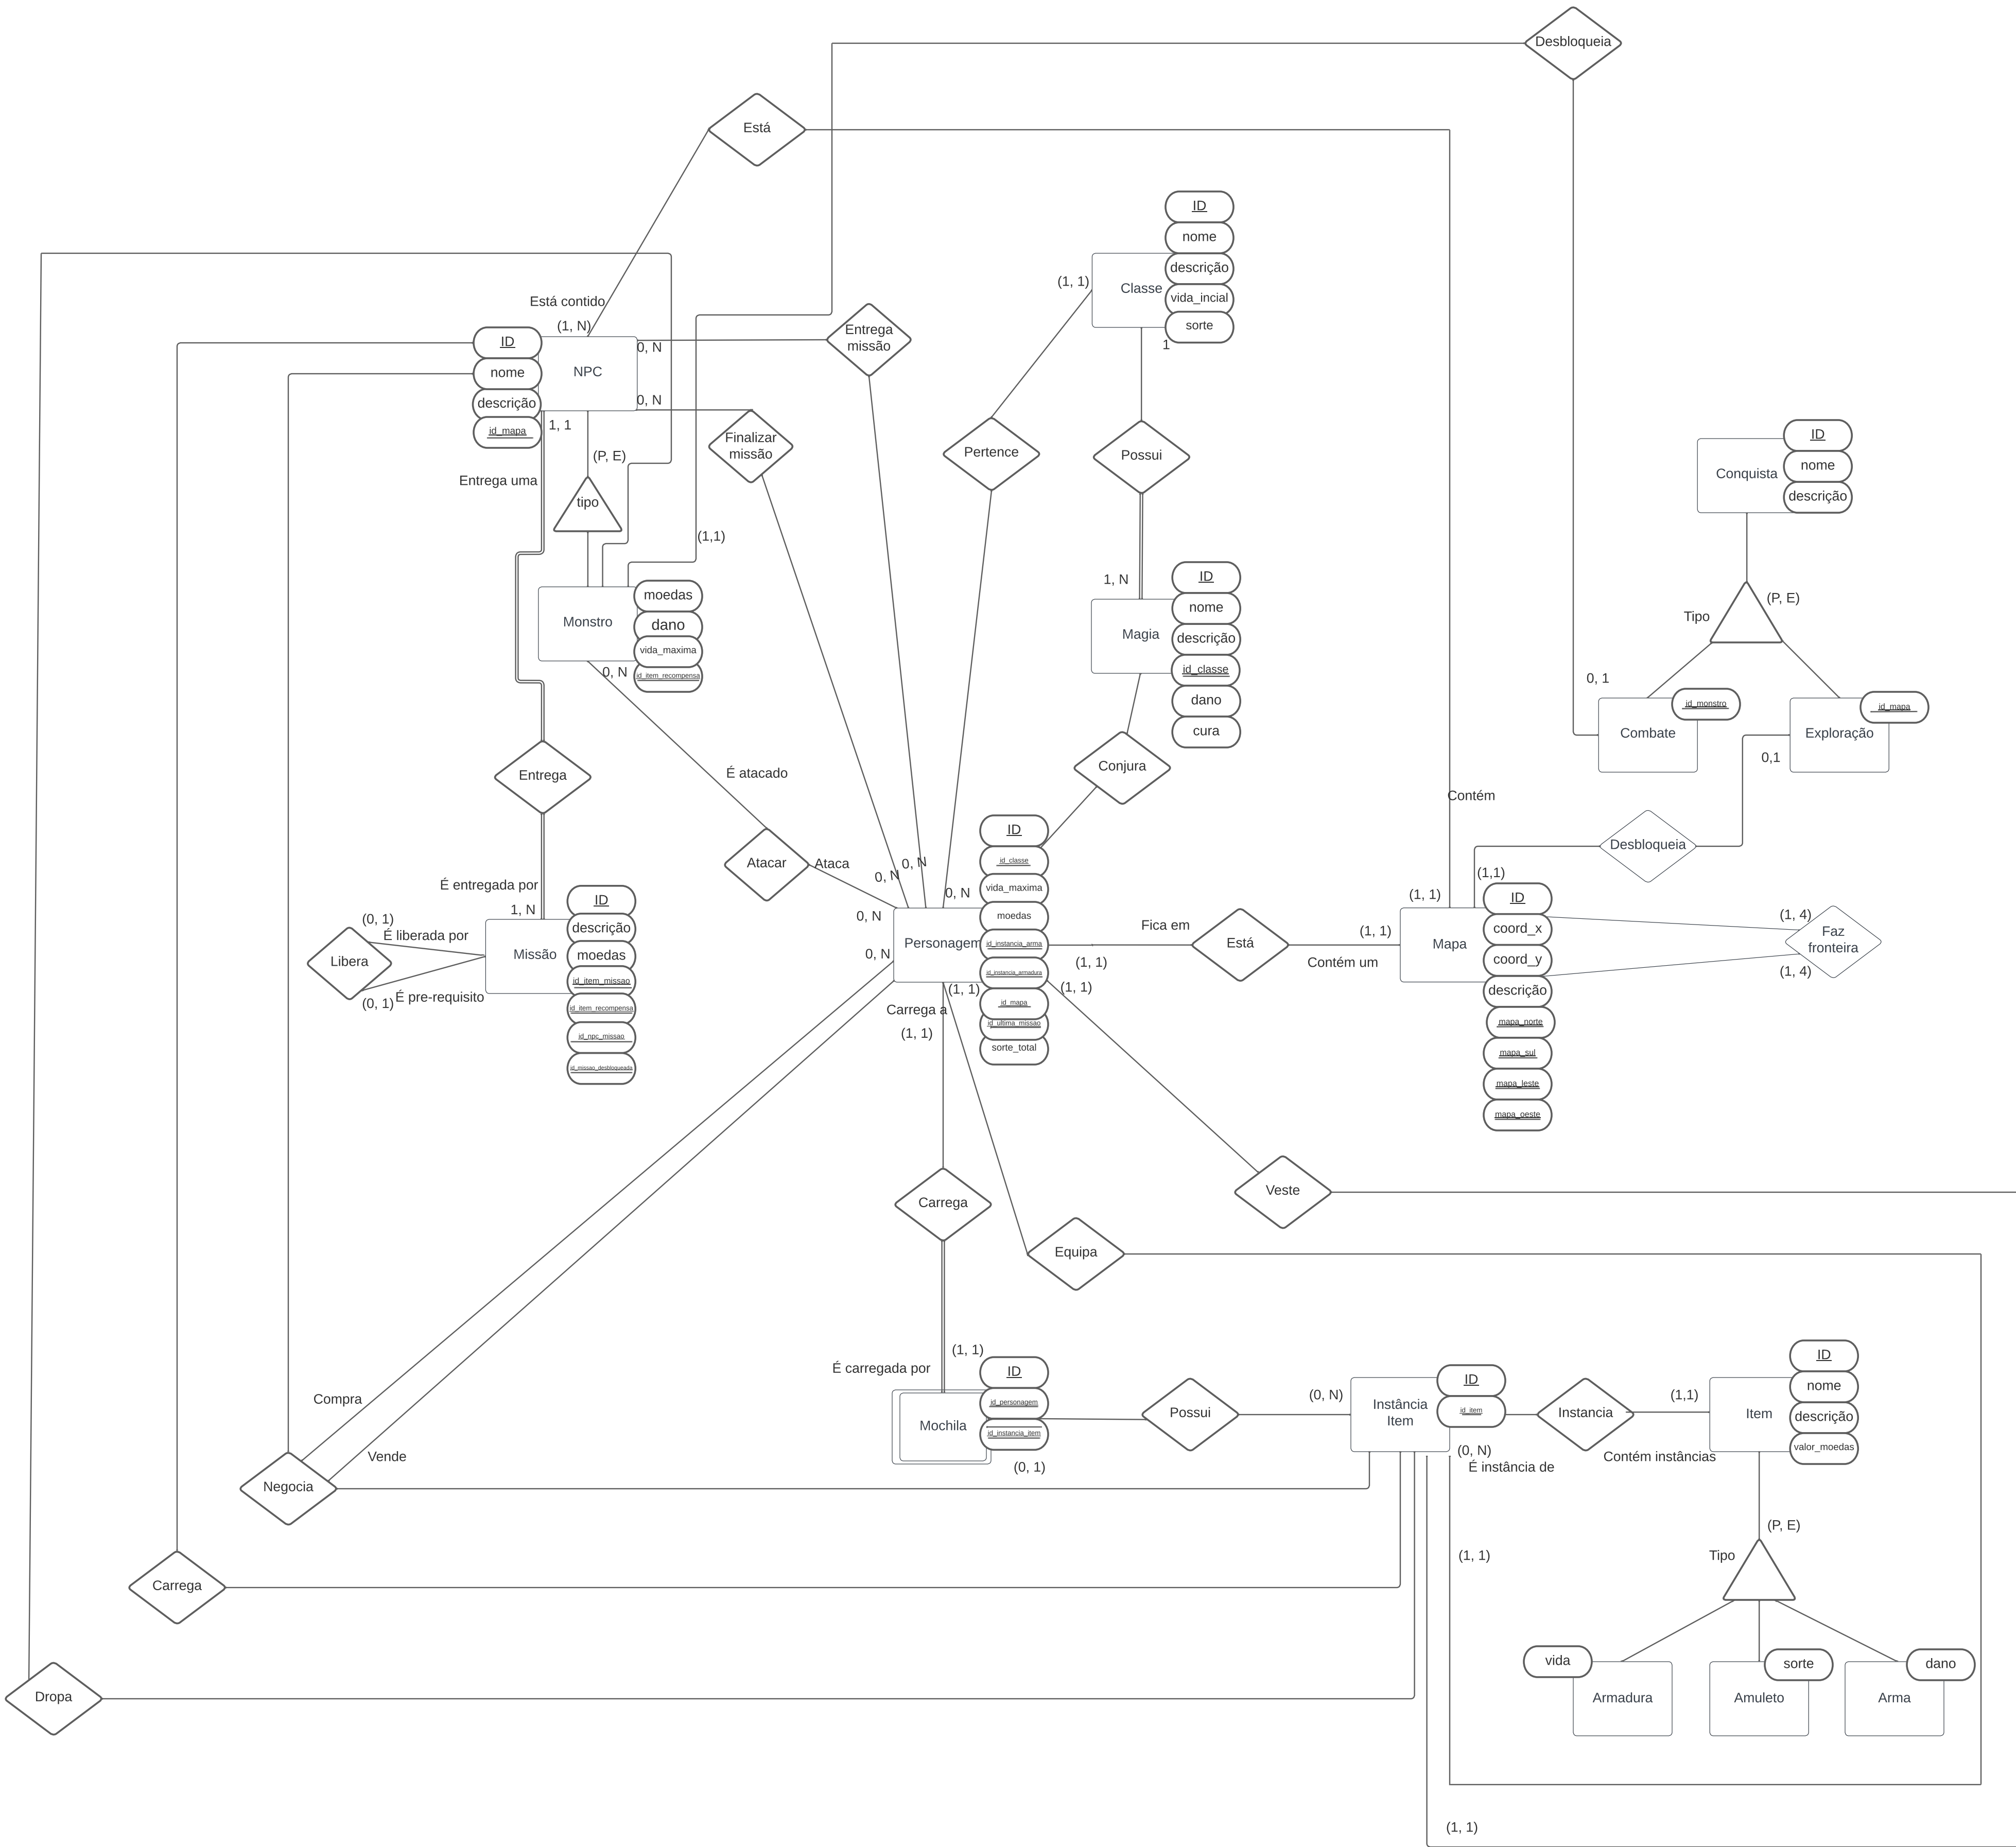 Desbloqueia
Está
ID
nome
descrição
vida_incial
sorte
Classe
(1, 1)
1
Está contido
(1, N)
ID
nome
descrição
id_mapa
NPC
0, N
0, N
1, 1
Entrega
missão
Finalizar
missão
Pertence
Possui
(P, E)
tipo
Entrega uma
(1,1)
ID
nome
descrição
Conquista
Tipo
(P, E)
0, 1
id_monstro
Combate
id_mapa
Exploração
0,1
Monstro
moedas
dano
vida_maxima
id_item_recompensa
0, N
1, N
ID
nome
descrição
id_classe
dano
cura
Magia
Conjura
Entrega
É atacado
Atacar
Ataca
0, N
0, N
0, N
0, N
0, N
Contém
Desbloqueia
(1,1)
(1, 1)
É entregada por
1, N
(0, 1)
É liberada por
Libera
(0, 1)
É pre-requisito
Missão
ID
descrição
moedas
id_item_missao
id_item_recompensa
id_npc_missao
id_missao_desbloqueada
Personagem
ID
id_classe
vida_maxima
moedas
id_instancia_arma
id_instancia_armadura
id_mapa
id_ultima_missao
sorte_total
Fica em
(1, 1)
(1, 1)
(1, 1)
Está
(1, 1)
Contém um
Mapa
ID
coord_x
coord_y
descrição
mapa_norte
mapa_sul
mapa_leste
mapa_oeste
(1, 4)
Faz
fronteira
(1, 4)
Carrega a
(1, 1)
Carrega
Veste
Equipa
(1, 1)
É carregada por
Mochila
ID
id_personagem
id_instancia_item
(0, 1)
Possui
(0, N)
Instância
Item
ID
id_item
(0, N)
É instância de
Instancia
(1,1)
Contém instâncias
Item
ID
nome
descrição
valor_moedas
Compra
Vende
Negocia
Carrega
Dropa
(1, 1)
(P, E)
Tipo
vida
Armadura
sorte
Amuleto
dano
Arma
(1, 1)